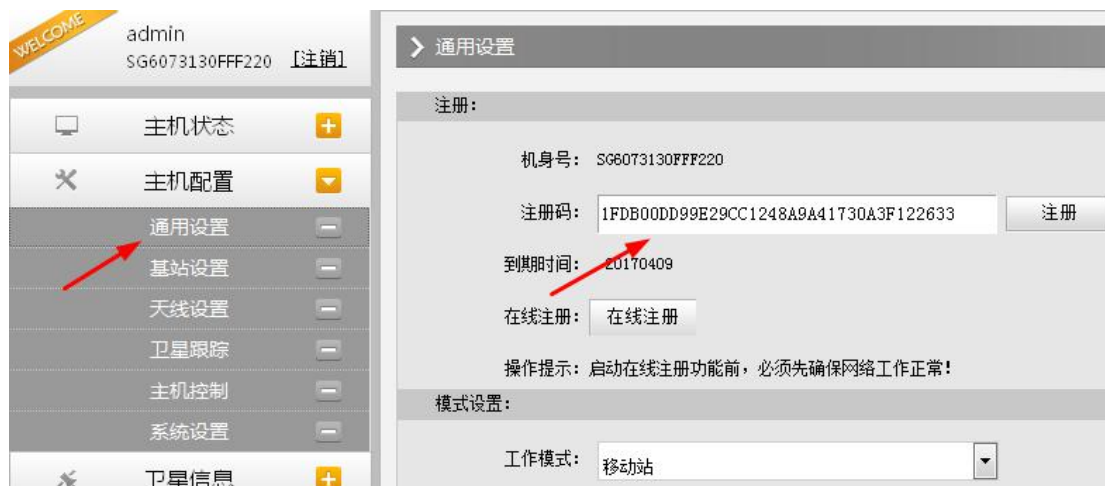 WELCOME
admin
SG6073130FFF220 [注销]
主机状态
主机配置
通用设置
基站设置
天线设置
卫星跟踪
主机控制
系统设置
卫星信息
通用设置
注册：
机身号： SG6073130FFF220
注册码： 1FDB00DD99E29CC1248A9A41730A3F122633 注册
到期时间： 20170409
在线注册： 在线注册
操作提示：启动在线注册功能前，必须先确保网络工作正常！
模式设置：
工作模式： 移动站